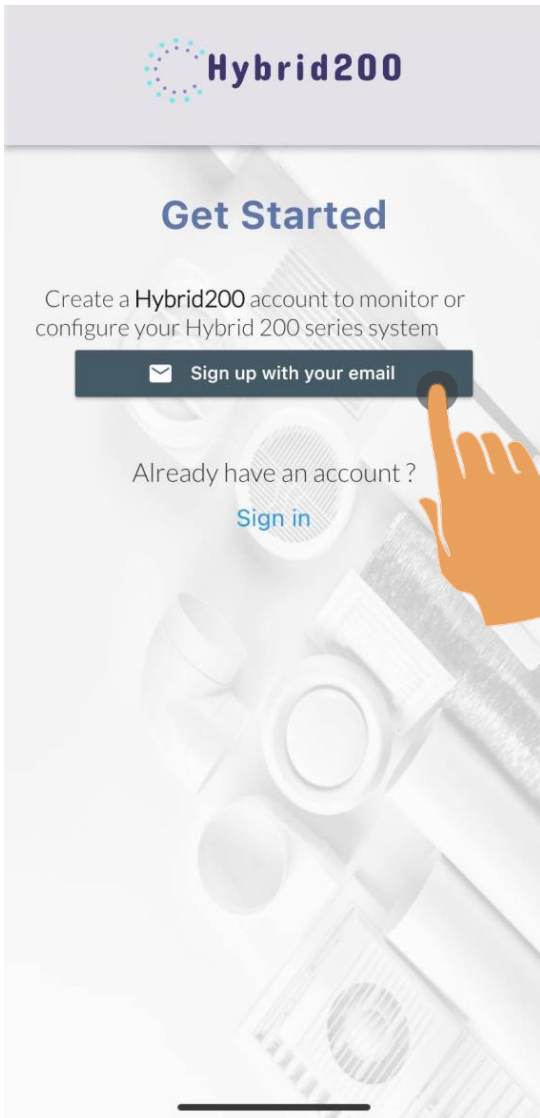 Hybrid200
Get Started
Create a Hybrid200 account to monitor or
configure your Hybrid 200 series system
Sign up with your email
Already have an account ?
Sign in